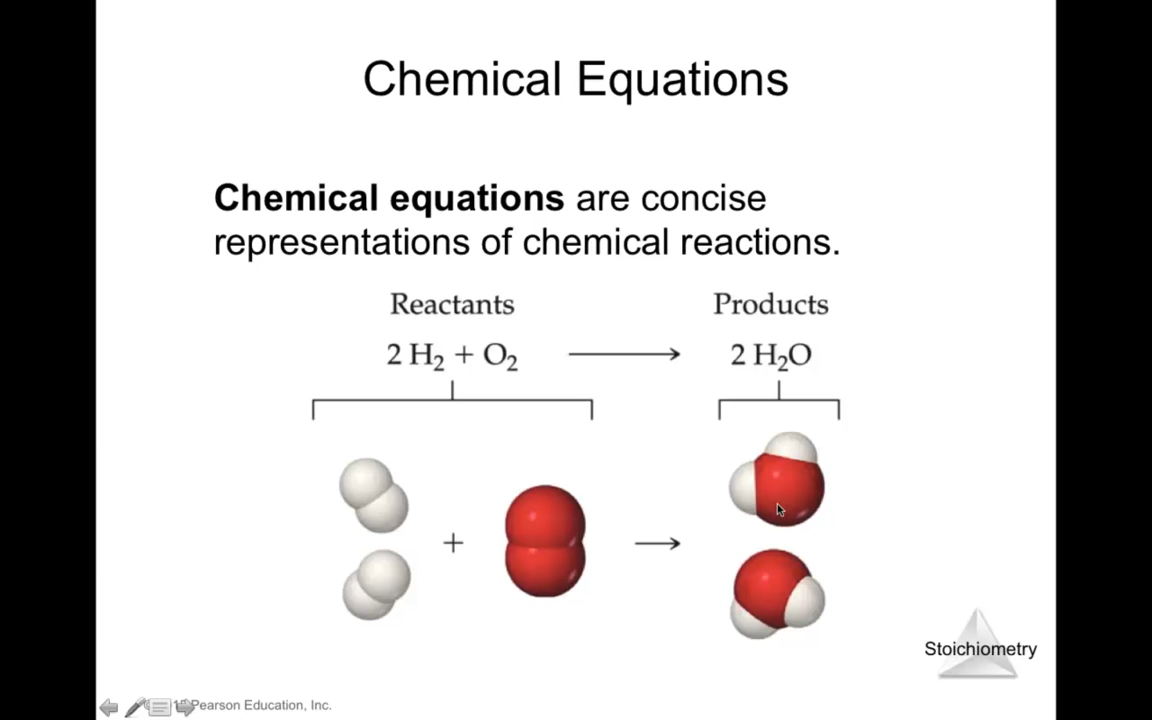 Chemical Equations
Chemical equations are concise
representations of chemical reactions.
Reactants Products
2 H₂ + O₂ ⟶ 2 H₂O
+ →
Stoichiometry
Pearson Education, Inc.